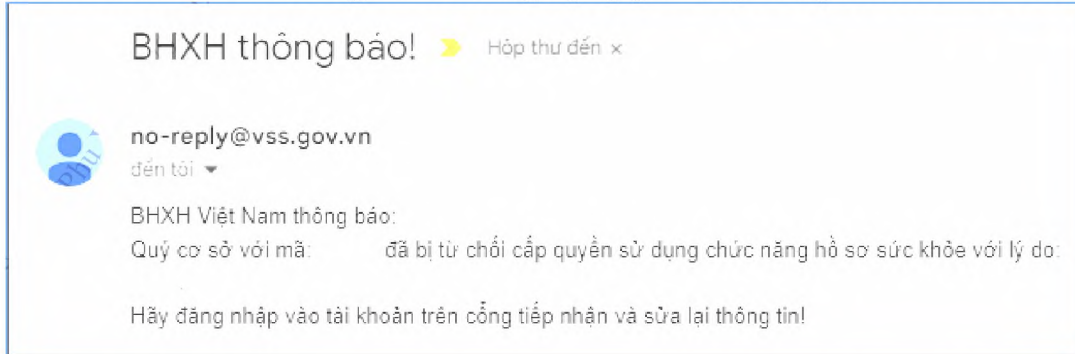 BHXH thông báo! Hộp thư đến ×
no-reply@vss.gov.vn
đến tôi
BHXH Việt Nam thông báo:
Quý cơ sở với mã: đã bị từ chối cấp quyền sử dụng chức năng hồ sơ sức khỏe với lý do:
Hãy đăng nhập vào tài khoản trên cổng tiếp nhận và sửa lại thông tin!